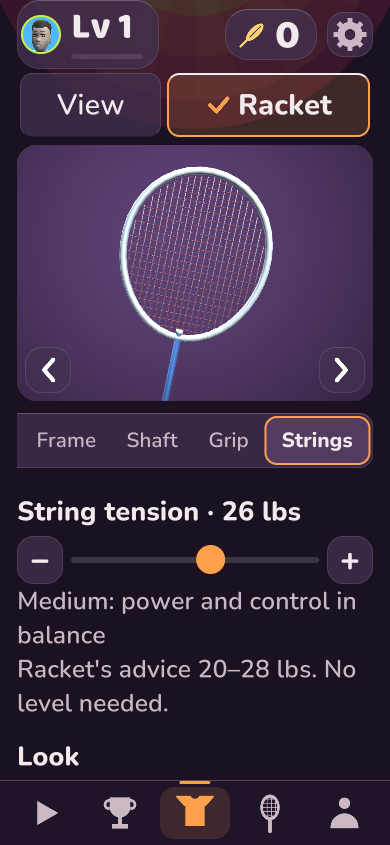 Lv 1
0
View
Racket
Frame
Shaft
Grip
Strings
String tension · 26 lbs
Medium: power and control in
balance
Racket's advice 20–28 lbs. No
level needed.
Look